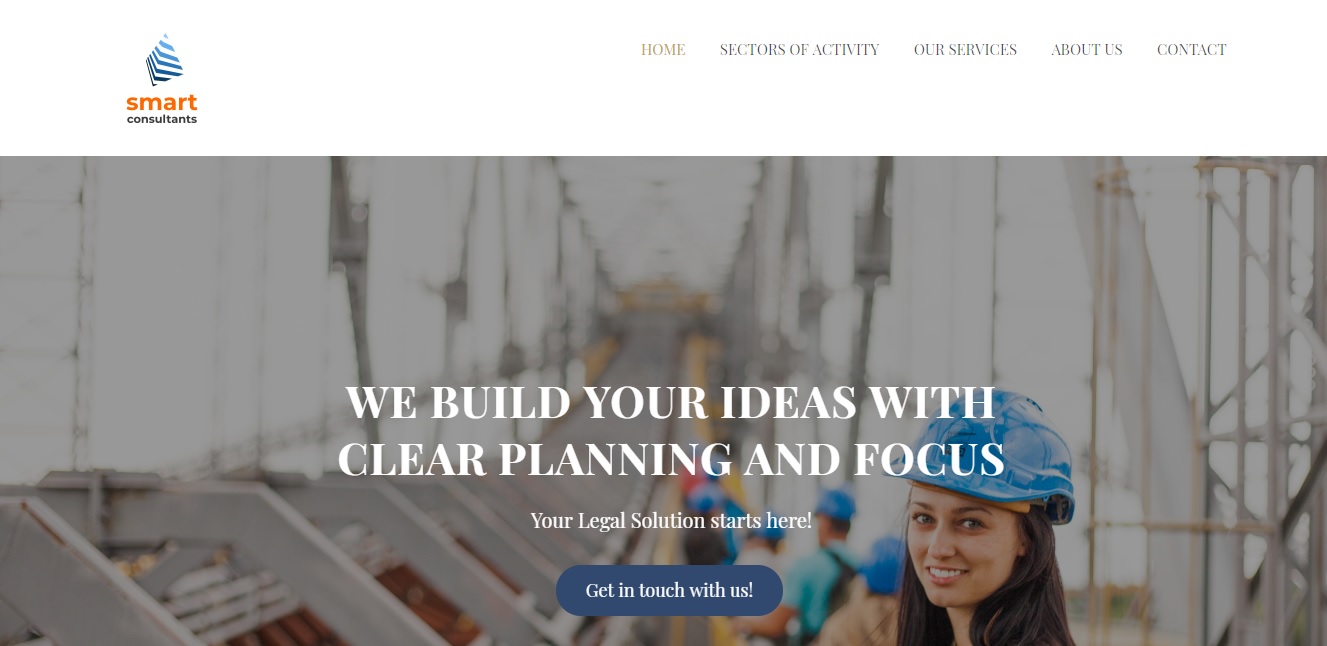 smart
consultants
HOME
SECTORS OF ACTIVITY
OUR SERVICES
ABOUT US
CONTACT
WE BUILD YOUR IDEAS WITH
CLEAR PLANNING AND FOCUS
Your Legal Solution starts here!
Get in touch with us!